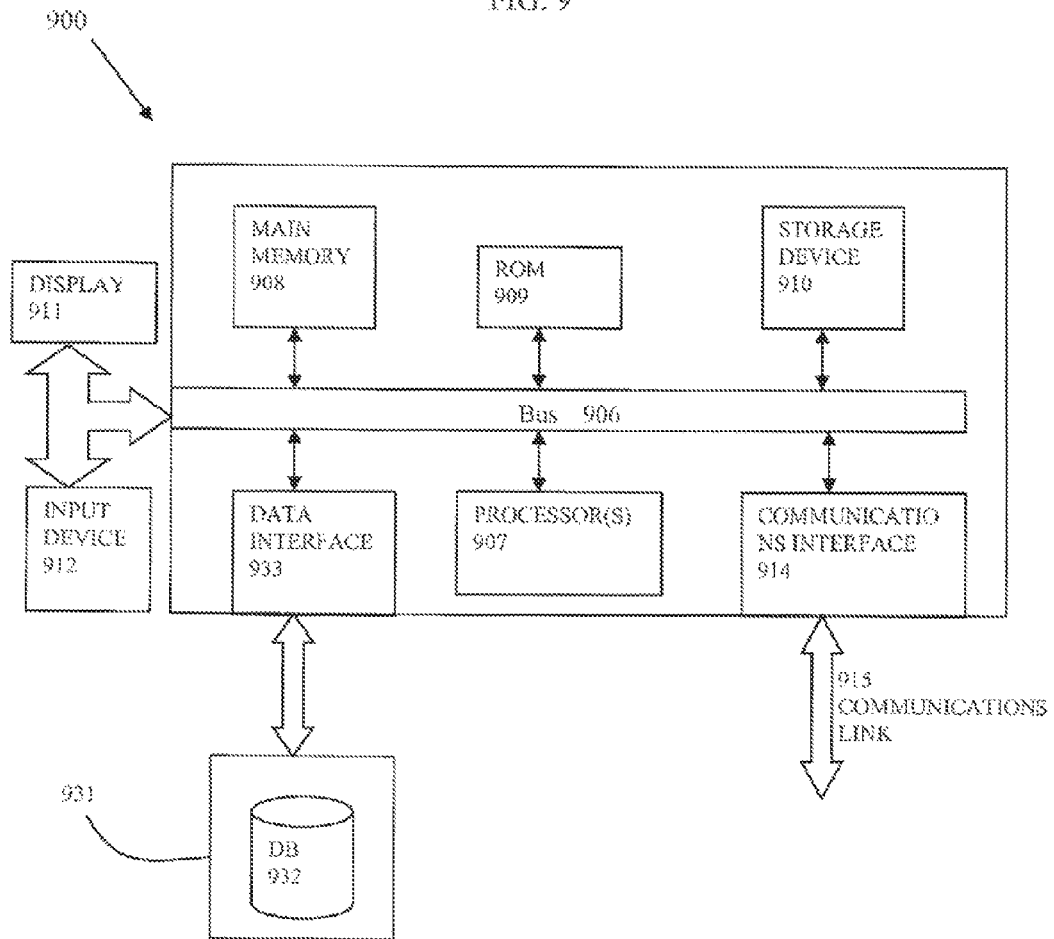 FIG. 9
900
MAIN
MEMORY
908
ROM
909
STORAGE
DEVICE
910
DISPLAY
911
Bus 906
INPUT
DEVICE
912
DATA
INTERFACE
933
PROCESSOR(S)
907
COMMUNICATIO
NS INTERFACE
914
915
COMMUNICATIONS
LINK
931
DB
932